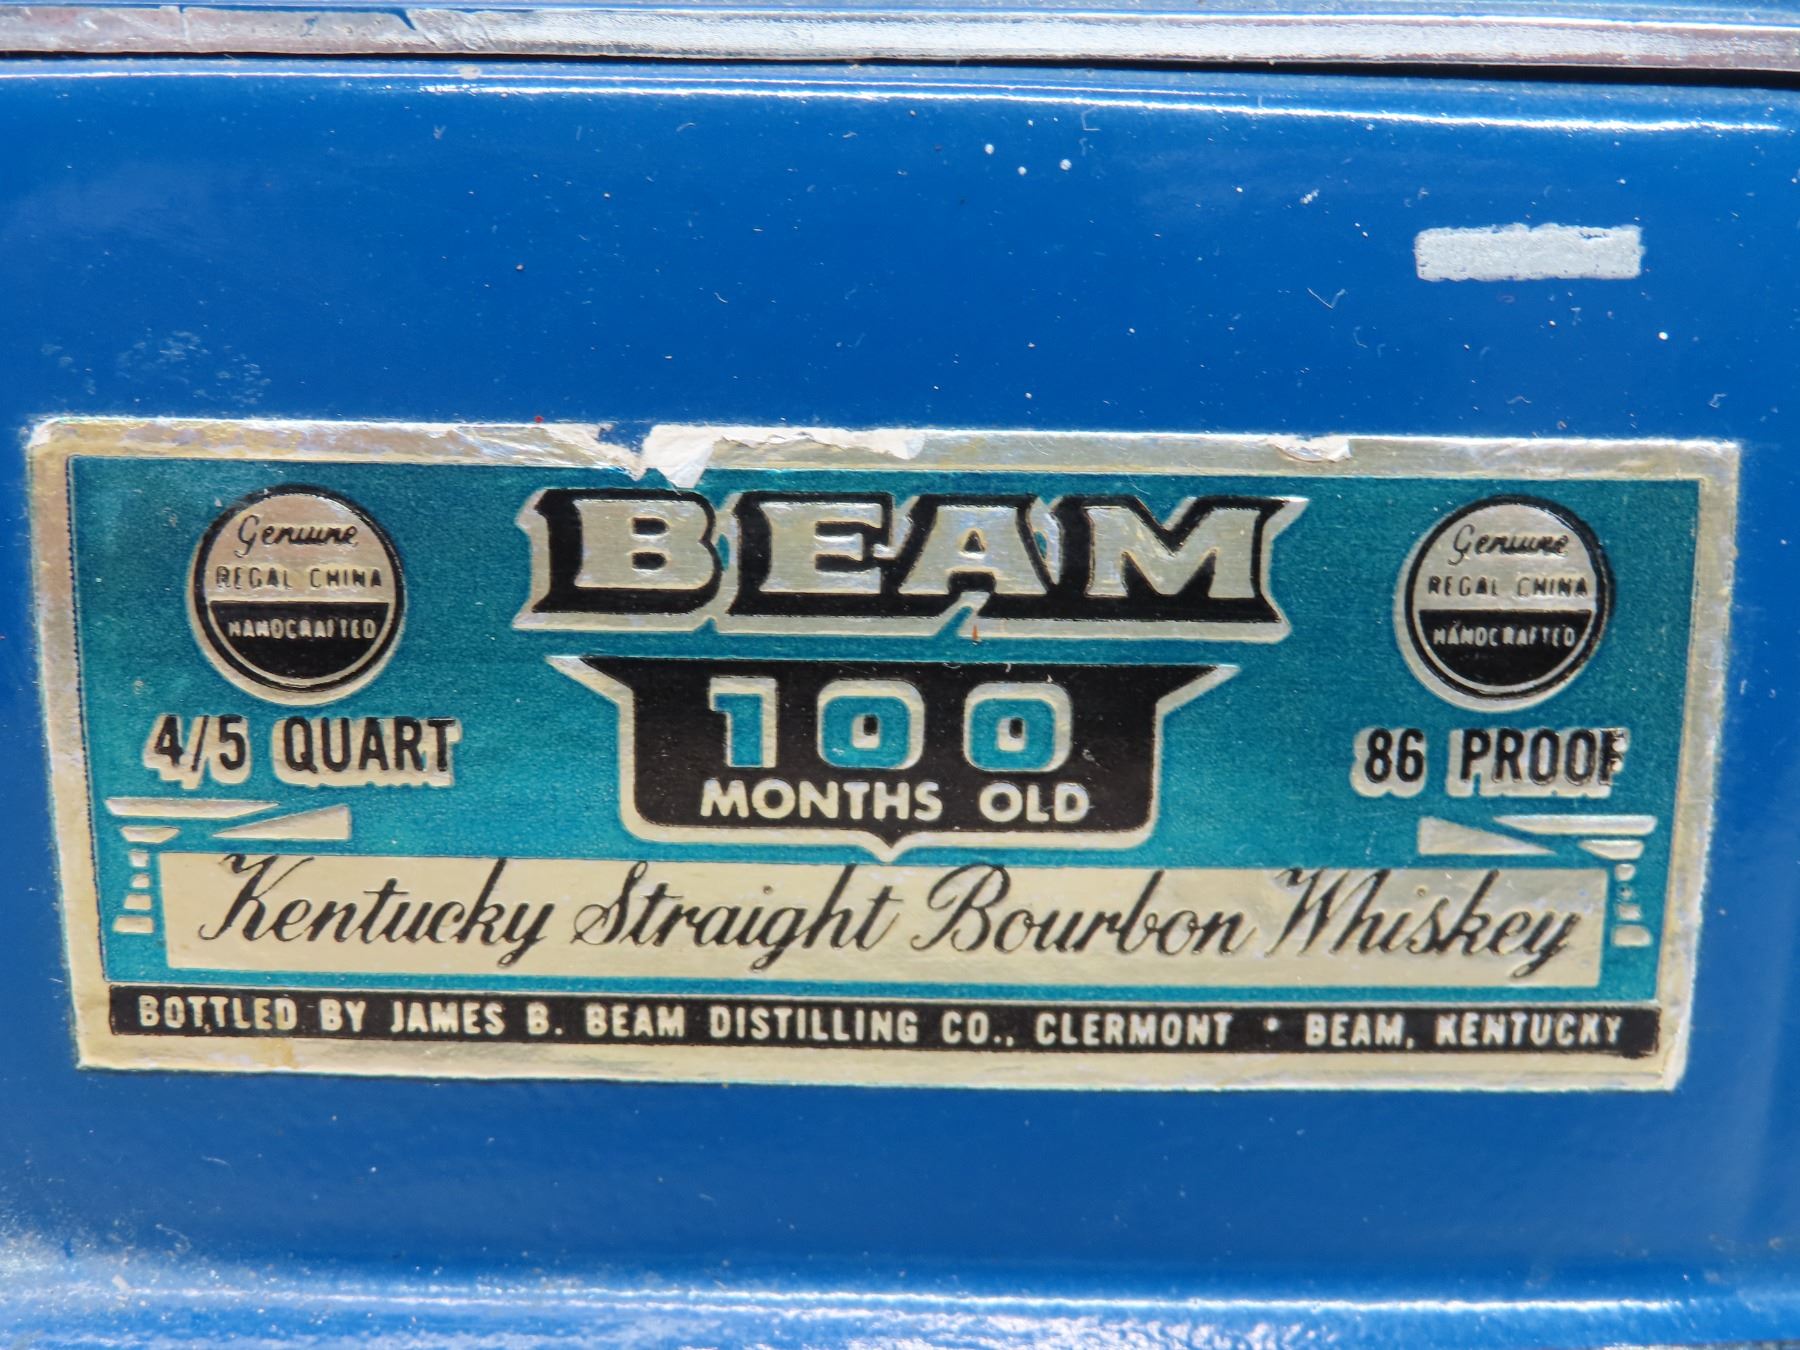 Genuine
REGAL CHINA
HANDCRAFTED
BEAM
Genuine
REGAL CHINA
HANDCRAFTED
4/5 QUART
100
MONTHS OLD
86 PROOF
Kentucky Straight Bourbon Whiskey
BOTTLED BY JAMES B. BEAM DISTILLING CO., CLERMONT • BEAM, KENTUCKY